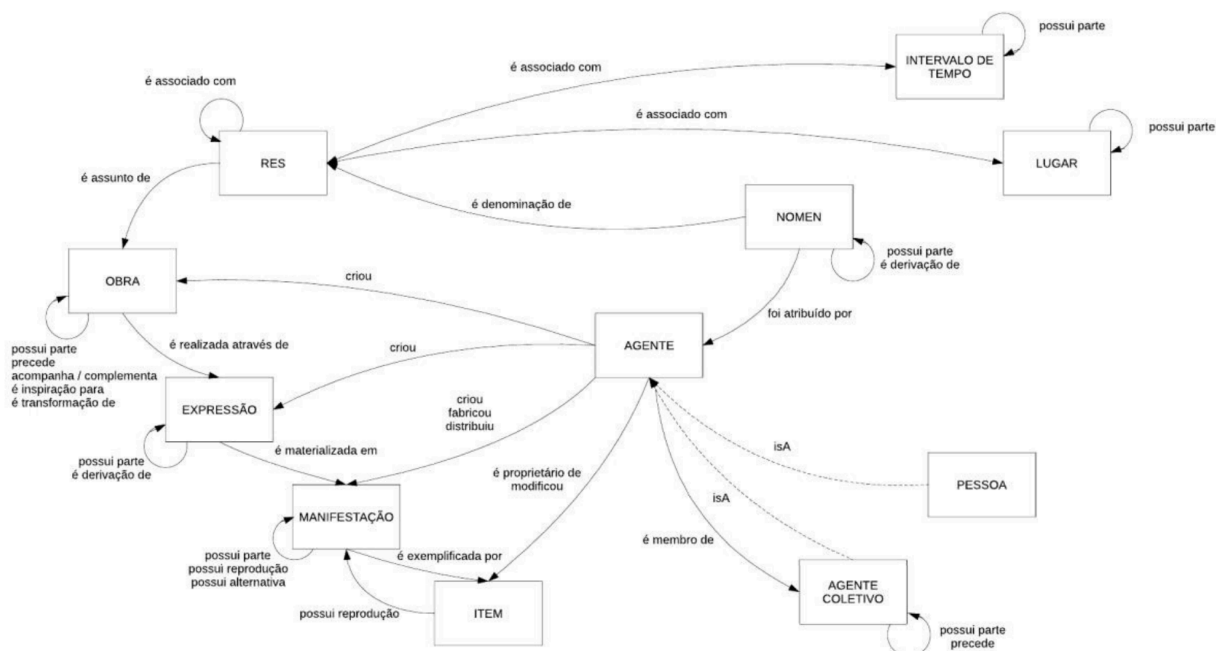 possui parte
INTERVALO DE
TEMPO
é associado com
é associado com
é associado com
possui parte
RES
LUGAR
é assunto de
é denominação de
NOMEN
possui parte
é derivação de
OBRA
criou
foi atribuído por
possui parte
precede
acompanha / complementa
é inspiração para
é transformação de
é realizada através de
criou
AGENTE
EXPRESSÃO
criou
fabricou
distribuiu
possui parte
é derivação de
é materializada em
é proprietário de
modificou
isA
PESSOA
isA
MANIFESTAÇÃO
é membro de
possui parte
possui reprodução
possui alternativa
é exemplificada por
AGENTE
COLETIVO
possui reprodução
ITEM
possui parte
precede